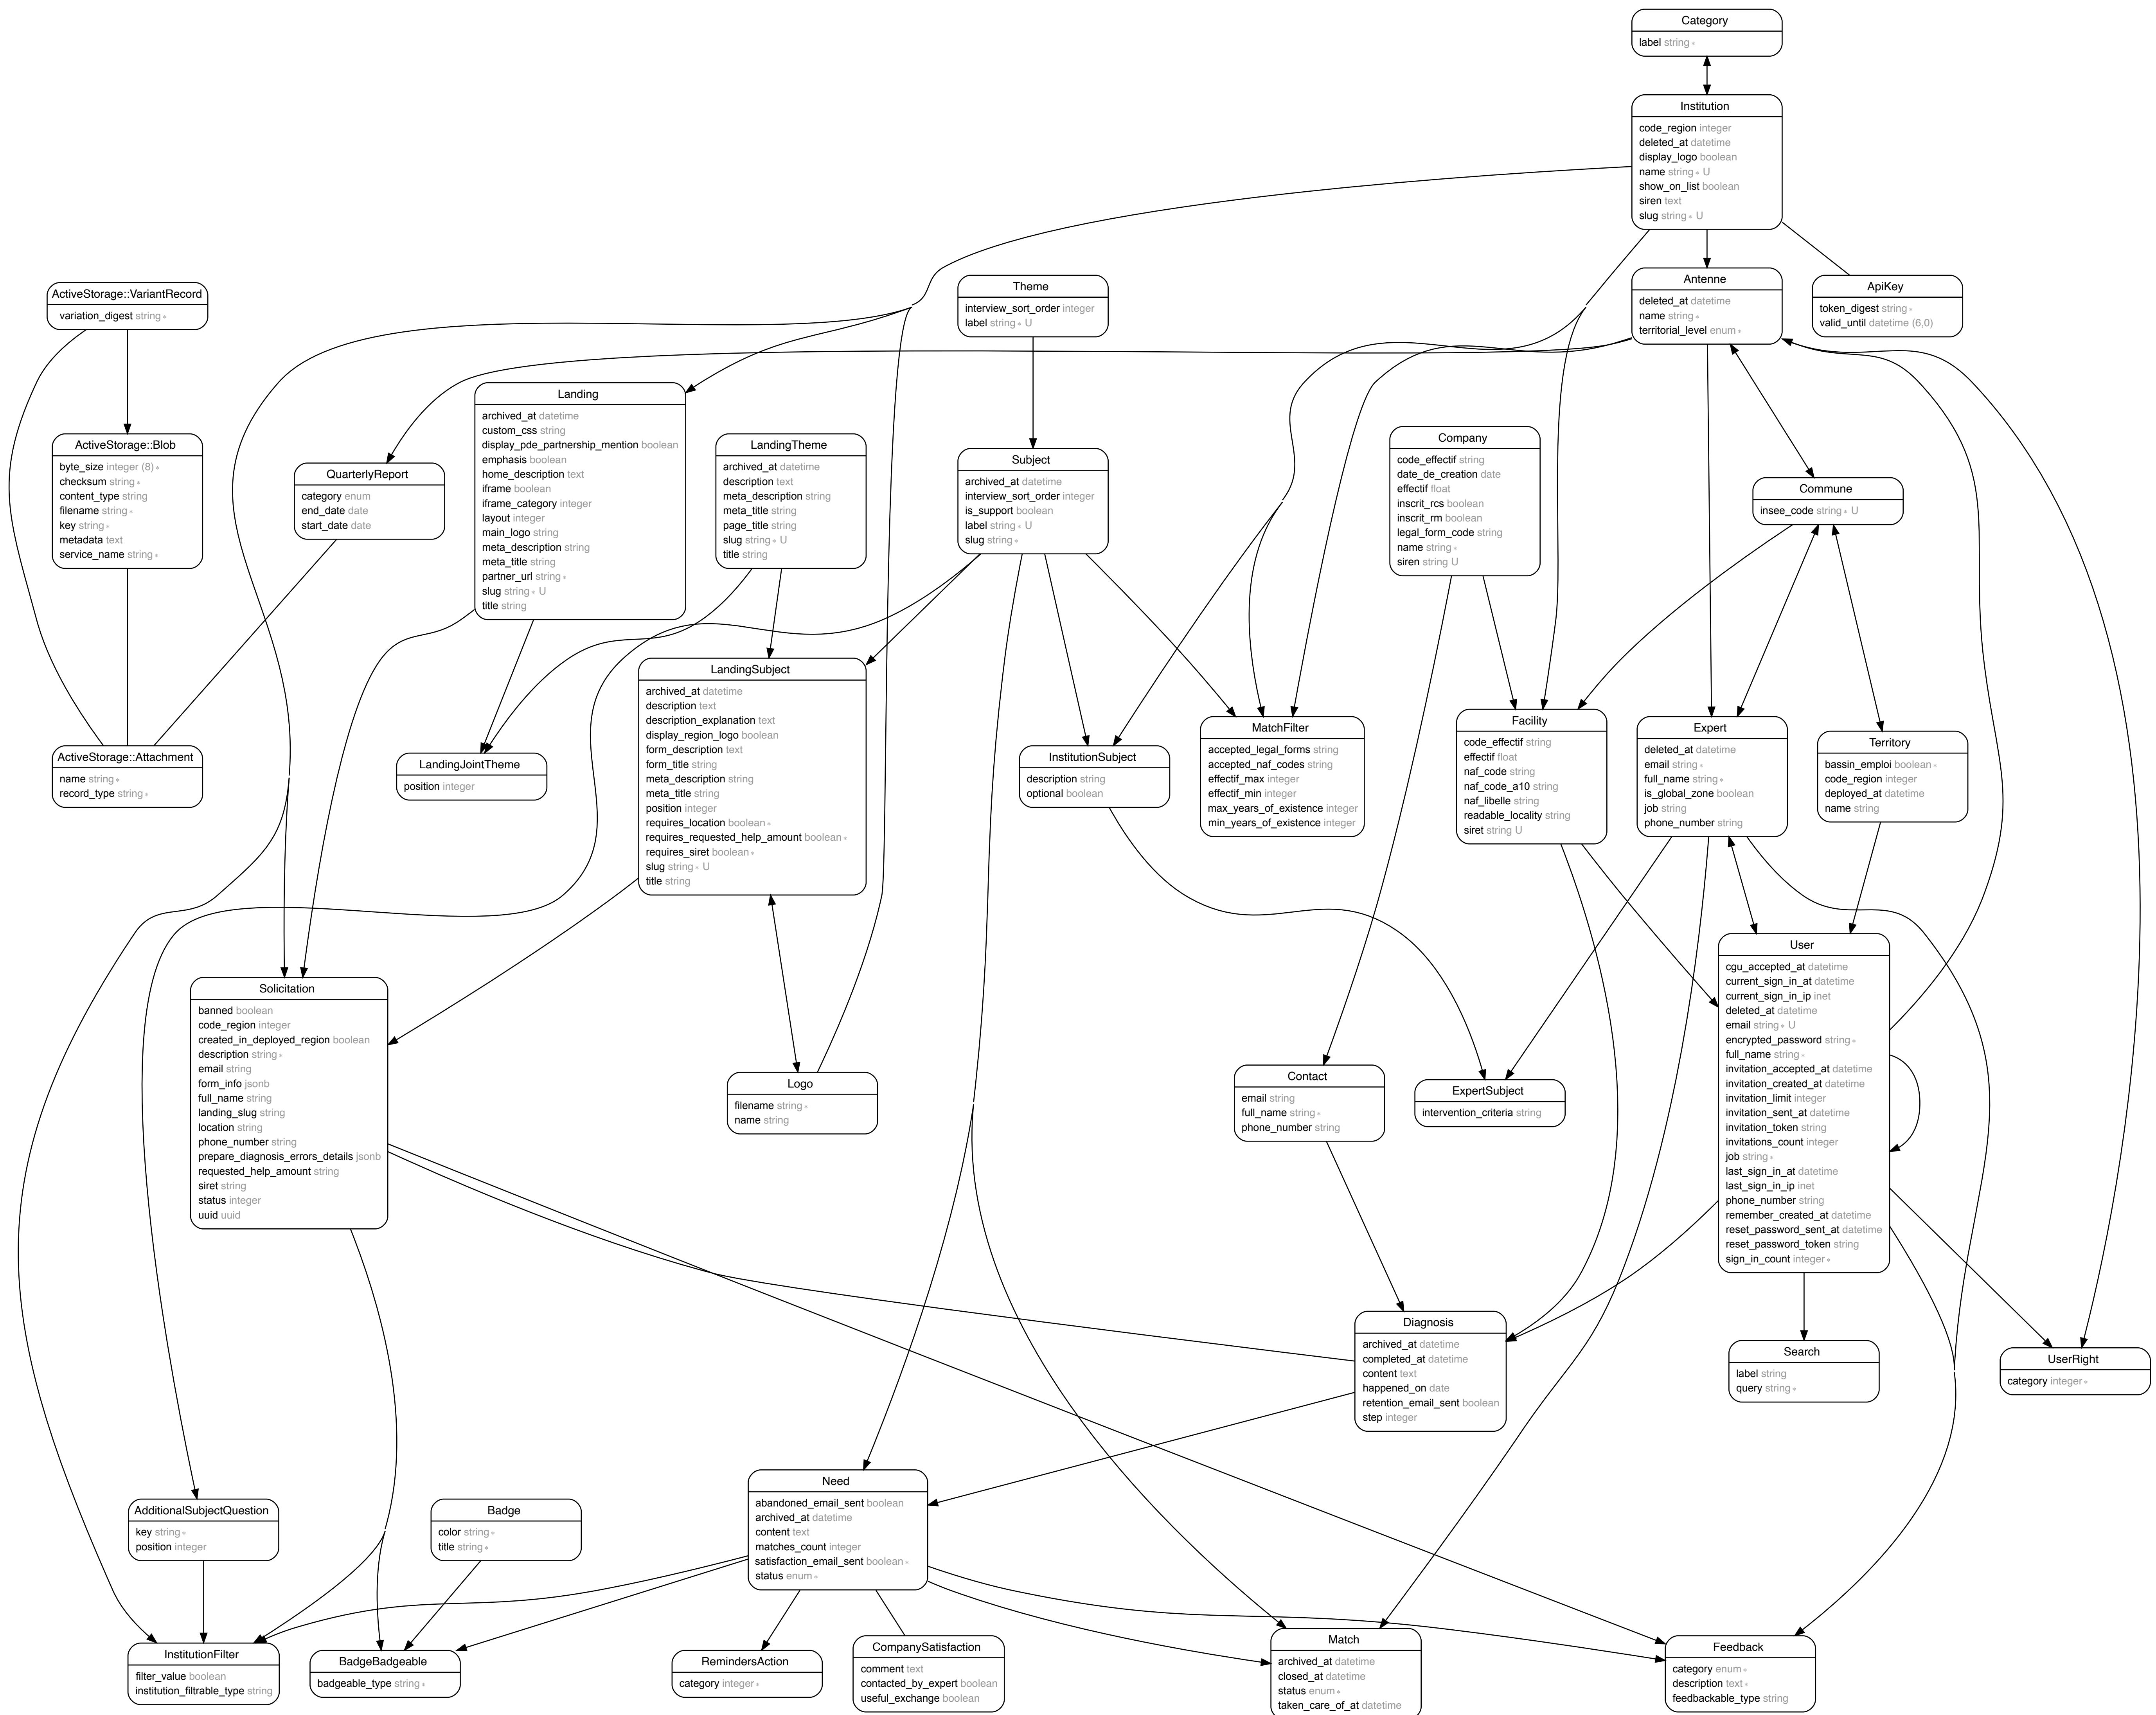 Category
label string∗
Institution
code_region integer
deleted_at datetime
display_logo boolean
name string∗ U
show_on_list boolean
siren text
slug string∗ U
ActiveStorage::VariantRecord
variation_digest string∗
Theme
interview_sort_order integer
label string∗ U
Antenne
deleted_at datetime
name string∗
territorial_level enum∗
ApiKey
token_digest string∗
valid_until datetime (6,0)
Landing
archived_at datetime
custom_css string
display_pde_partnership_mention boolean
emphasis boolean
home_description text
iframe boolean
iframe_category integer
layout integer
main_logo string
meta_description string
meta_title string
partner_url string∗
slug string∗ U
title string
ActiveStorage::Blob
byte_size integer (8)∗
checksum string∗
content_type string
filename string∗
key string∗
metadata text
service_name string∗
QuarterlyReport
category enum
end_date date
start_date date
LandingTheme
archived_at datetime
description text
meta_description string
meta_title string
page_title string
slug string∗ U
title string
Subject
archived_at datetime
interview_sort_order integer
is_support boolean
label string∗ U
slug string∗
Company
code_effectif string
date_de_creation date
effectif float
inscrit_rcs boolean
inscrit_rm boolean
legal_form_code string
name string∗
siren string U
Commune
insee_code string∗ U
ActiveStorage::Attachment
name string∗
record_type string∗
LandingJointTheme
position integer
LandingSubject
archived_at datetime
description text
description_explanation text
display_region_logo boolean
form_description text
form_title string
meta_description string
meta_title string
position integer
requires_location boolean∗
requires_requested_help_amount boolean∗
requires_siret boolean∗
slug string∗ U
title string
InstitutionSubject
description string
optional boolean
MatchFilter
accepted_legal_forms string
accepted_naf_codes string
effectif_max integer
effectif_min integer
max_years_of_existence integer
min_years_of_existence integer
Facility
code_effectif string
effectif float
naf_code string
naf_code_a10 string
naf_libelle string
readable_locality string
siret string U
Expert
deleted_at datetime
email string∗
full_name string∗
is_global_zone boolean
job string
phone_number string
Territory
bassin_emploi boolean∗
code_region integer
deployed_at datetime
name string
User
cgu_accepted_at datetime
current_sign_in_at datetime
current_sign_in_ip inet
deleted_at datetime
email string∗ U
encrypted_password string∗
full_name string∗
invitation_accepted_at datetime
invitation_created_at datetime
invitation_limit integer
invitation_sent_at datetime
invitation_token string
invitations_count integer
job string∗
last_sign_in_at datetime
last_sign_in_ip inet
phone_number string
remember_created_at datetime
reset_password_sent_at datetime
reset_password_token string
sign_in_count integer∗
Solicitation
banned boolean
code_region integer
created_in_deployed_region boolean
description string∗
email string
form_info jsonb
full_name string
landing_slug string
location string
phone_number string
prepare_diagnosis_errors_details jsonb
requested_help_amount string
siret string
status integer
uuid uuid
Logo
filename string∗
name string
Contact
email string
full_name string∗
phone_number string
ExpertSubject
intervention_criteria string
Diagnosis
archived_at datetime
completed_at datetime
content text
happened_on date
retention_email_sent boolean
step integer
Search
label string
query string∗
UserRight
category integer∗
AdditionalSubjectQuestion
key string∗
position integer
Badge
color string∗
title string∗
Need
abandoned_email_sent boolean
archived_at datetime
content text
matches_count integer
satisfaction_email_sent boolean∗
status enum∗
InstitutionFilter
filter_value boolean
institution_filtrable_type string
BadgeBadgeable
badgeable_type string∗
RemindersAction
category integer∗
CompanySatisfaction
comment text
contacted_by_expert boolean
useful_exchange boolean
Match
archived_at datetime
closed_at datetime
status enum∗
taken_care_of_at datetime
Feedback
category enum∗
description text∗
feedbackable_type string